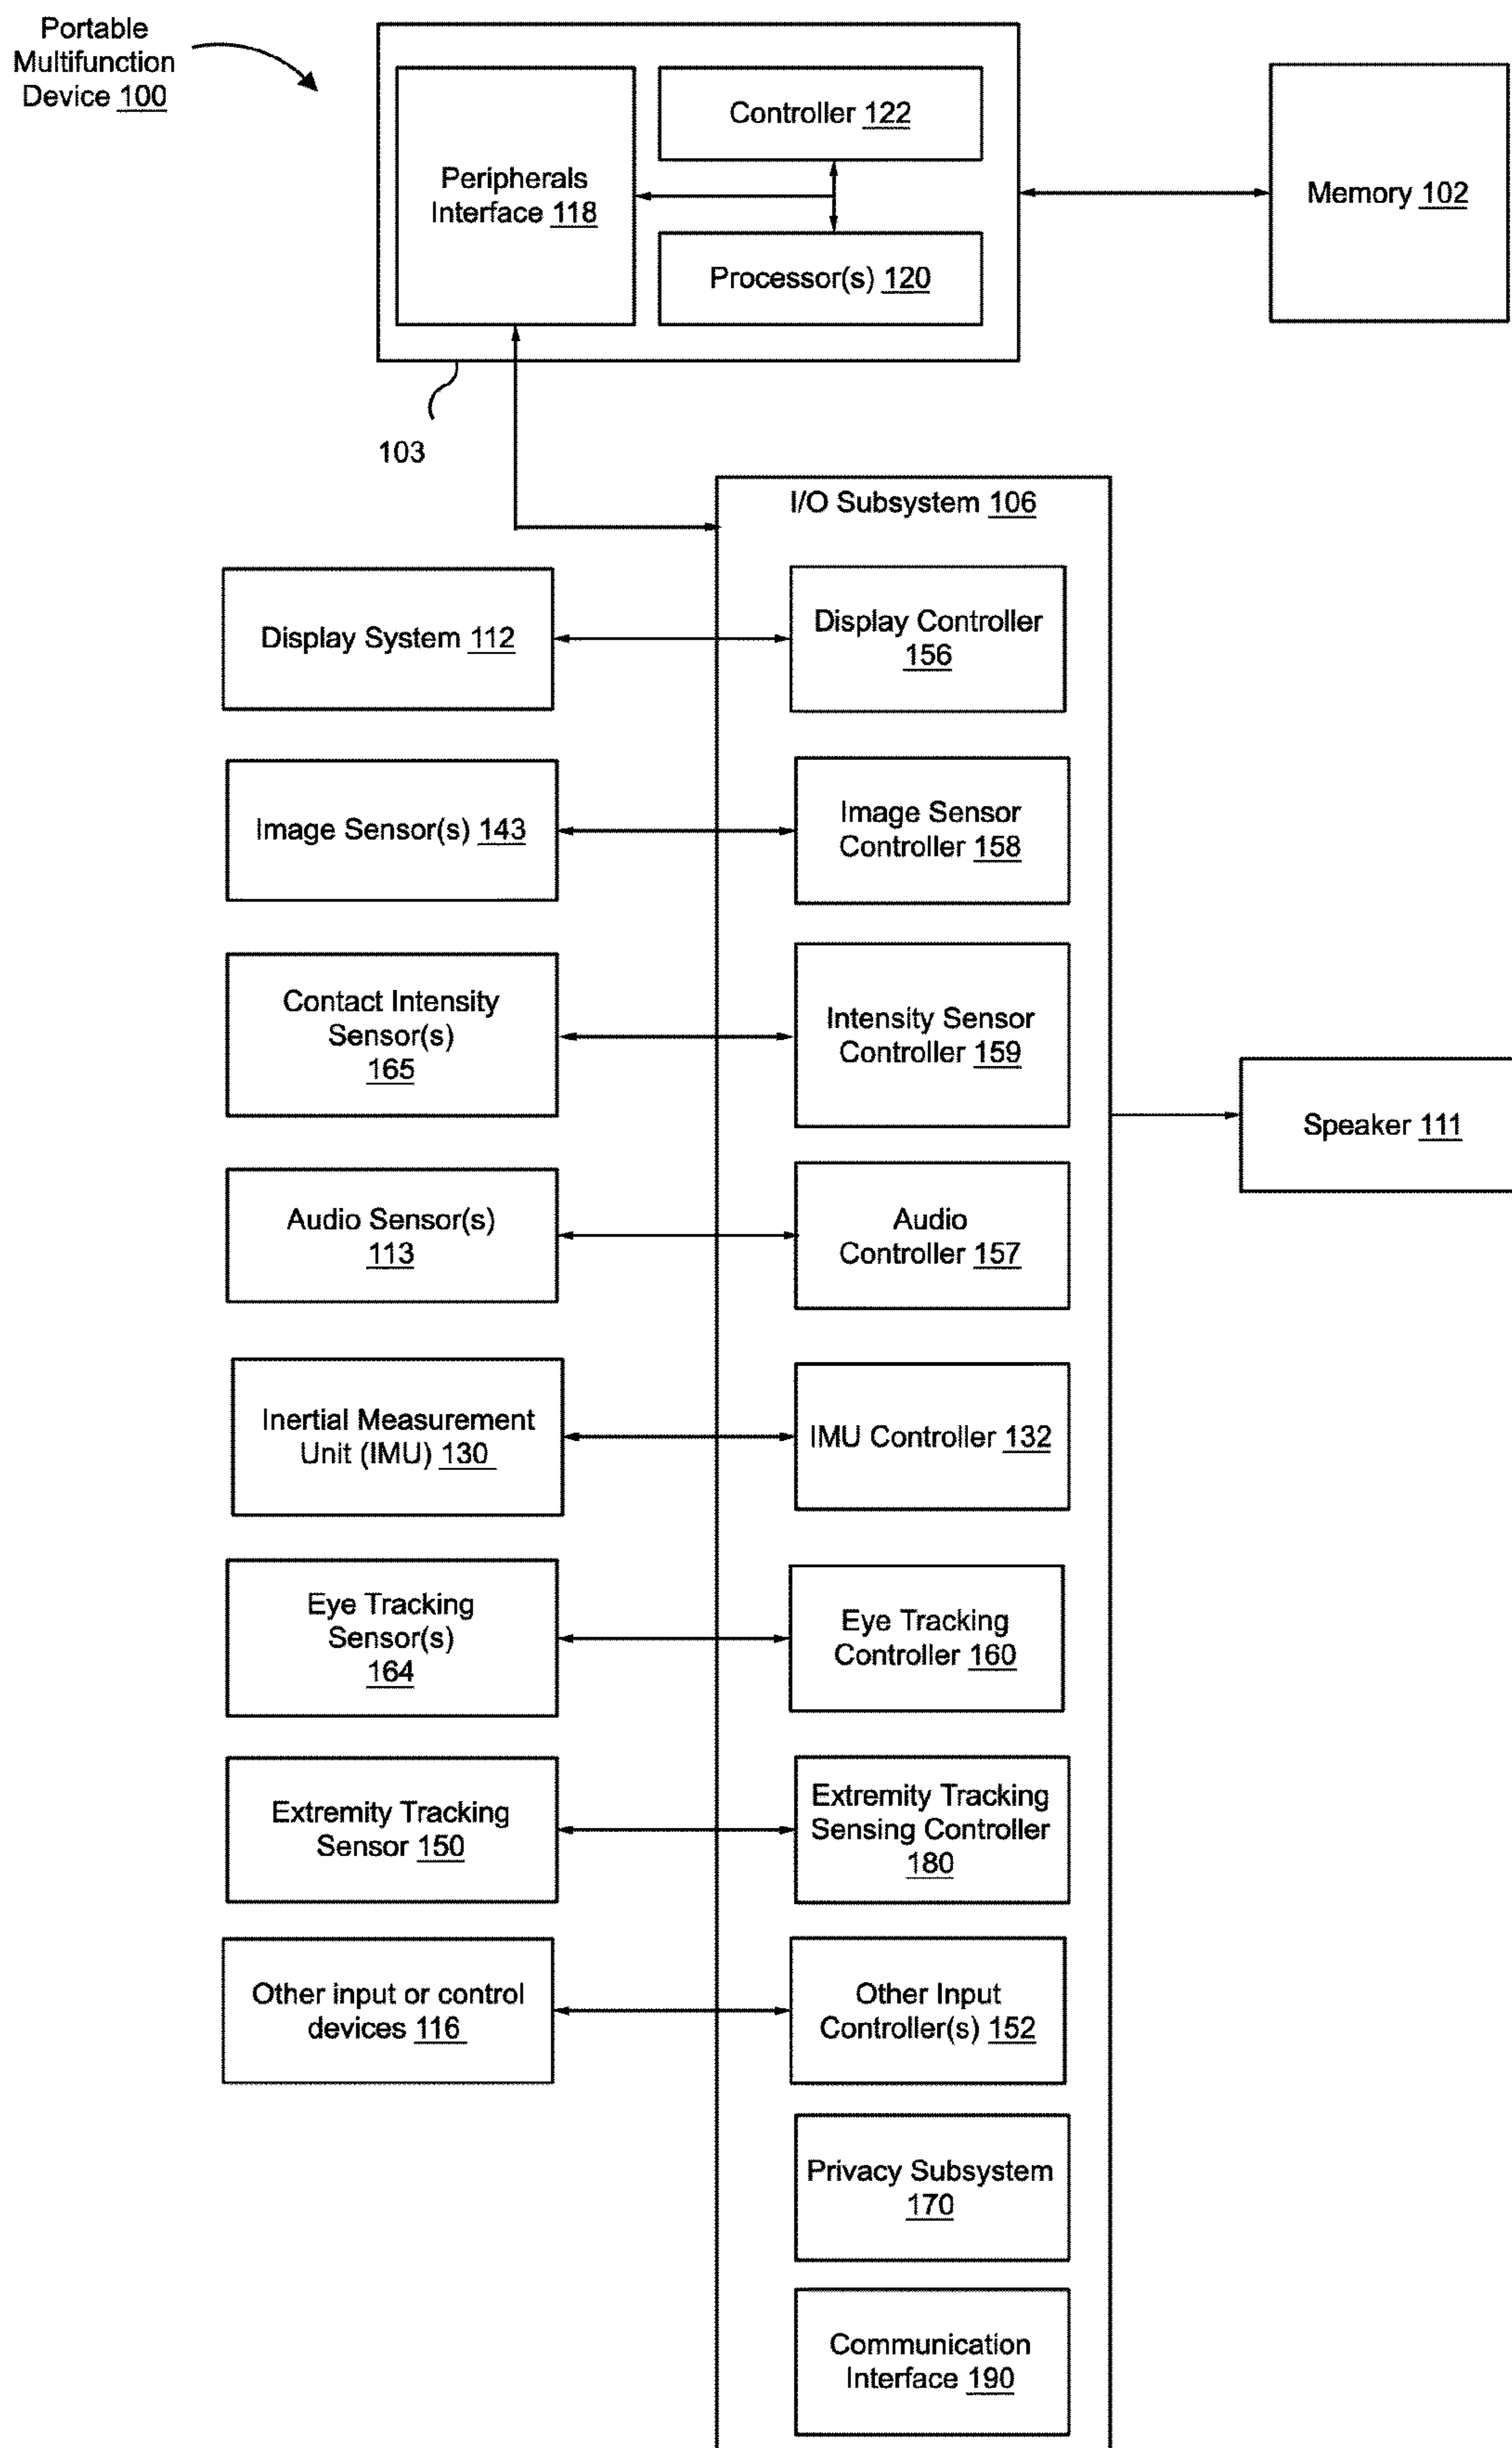 Portable
Multifunction
Device 100
Controller 122
Peripherals
Interface 118
Processor(s) 120
Memory 102
103
I/O Subsystem 106
Display System 112
Display Controller
156
Image Sensor(s) 143
Image Sensor
Controller 158
Contact Intensity
Sensor(s)
165
Intensity Sensor
Controller 159
Speaker 111
Audio Sensor(s)
113
Audio
Controller 157
Inertial Measurement
Unit (IMU) 130
IMU Controller 132
Eye Tracking
Sensor(s)
164
Eye Tracking
Controller 160
Extremity Tracking
Sensor 150
Extremity Tracking
Sensing Controller
180
Other input or control
devices 116
Other Input
Controller(s) 152
Privacy Subsystem
170
Communication
Interface 190